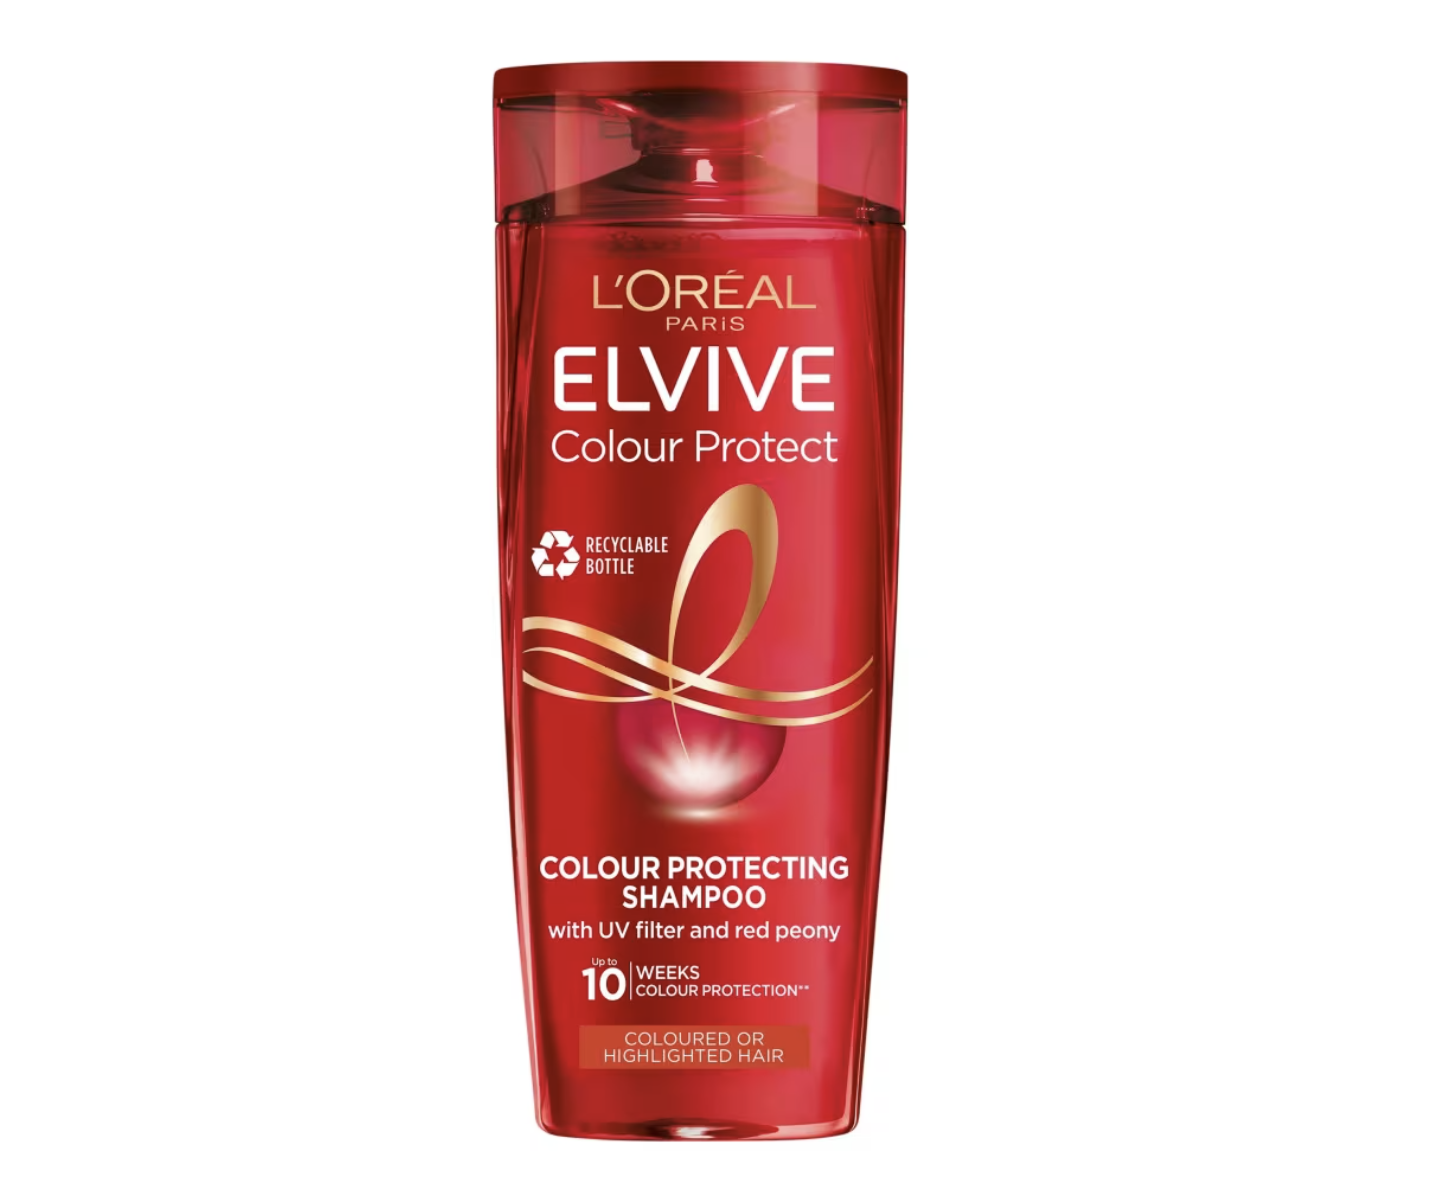 L'ORÉAL
PARiS
ELVIVE
Colour Protect
RECYCLABLE
BOTTLE
COLOUR PROTECTING
SHAMPOO
with UV filter and red peony
Up to
10 WEEKS
COLOUR PROTECTION**
COLOURED OR
HIGHLIGHTED HAIR